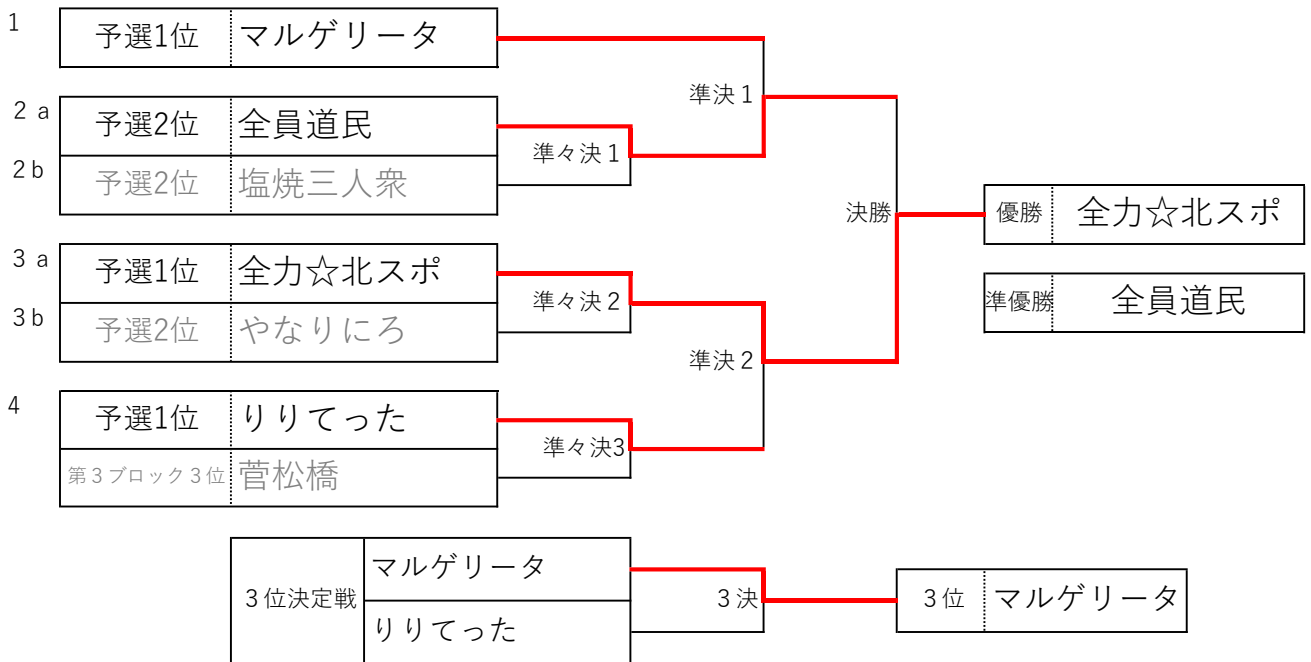 1
予選1位 マルゲリータ
準決１
2 a
予選2位 全員道民
準々決１
2 b
予選2位 塩焼三人衆
決勝
優勝 全力☆北スポ
3 a
予選1位 全力☆北スポ
準々決２
準優勝 全員道民
3 b
予選2位 やなりにろ
準決２
4
予選1位 りりてった
準々決3
第３ブロック３位 菅松橋
３位決定戦
マルゲリータ
りりてった
３決
３位 マルゲリータ